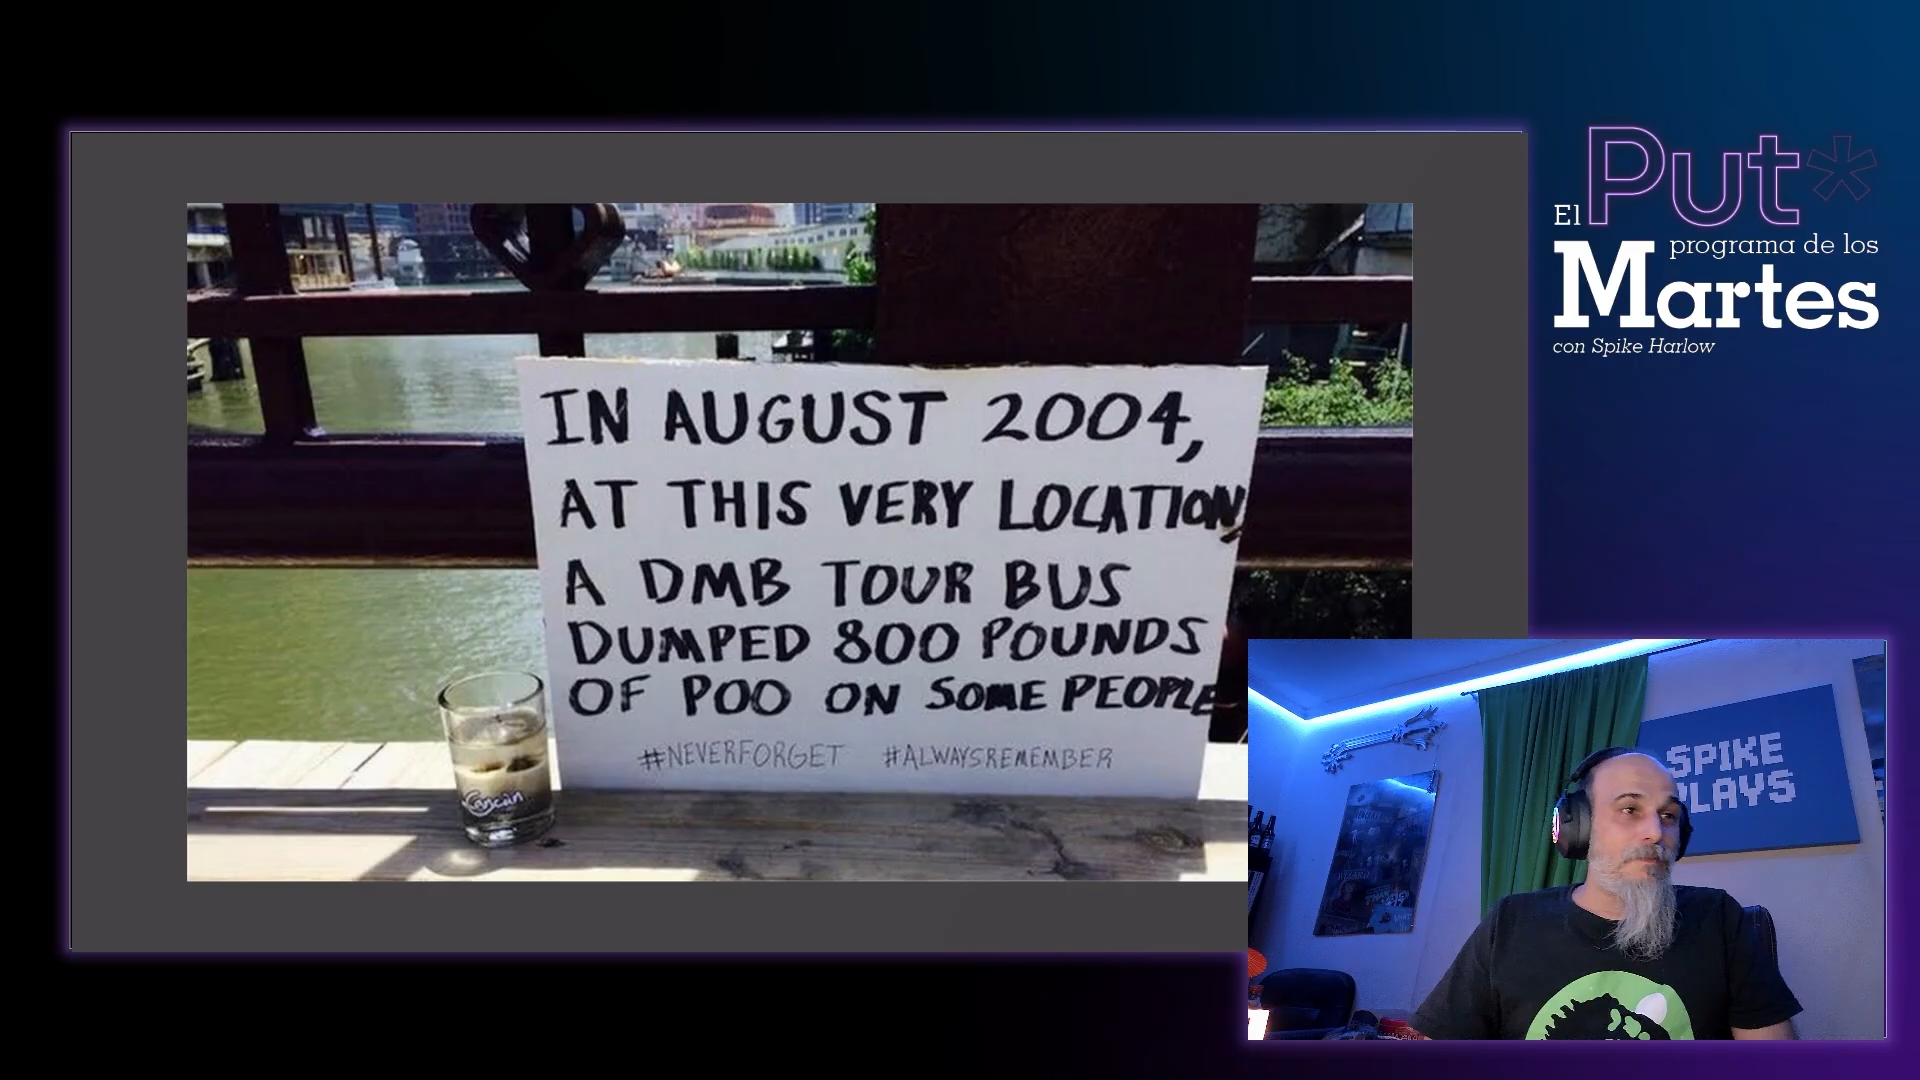 IN AUGUST 2004,
AT THIS VERY LOCATION,
A DMB TOUR BUS
DUMPED 800 POUNDS
OF POO ON SOME PEOPLE
#NEVERFORGET #ALWAYSREMEMBER
Cancún
El Put*
programa de los
Martes
con Spike Harlow
SPIKE
PLAYS